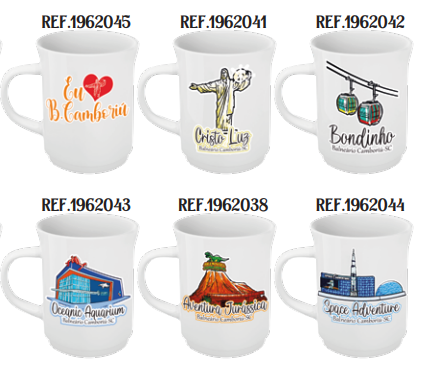 REF.1962045
REF.1962041
REF.1962042
Eu
B. Camboriú
Cristo Luz
Balneário Camboriú-SC
Bondinho
Balneário Camboriú-SC
REF.1962043
REF.1962038
REF.1962044
Oceanic Aquarium
Balneário Camboriú-SC
Aventura Jurássica
Balneário Camboriú-SC
Space Adventure
Balneário Camboriú-SC